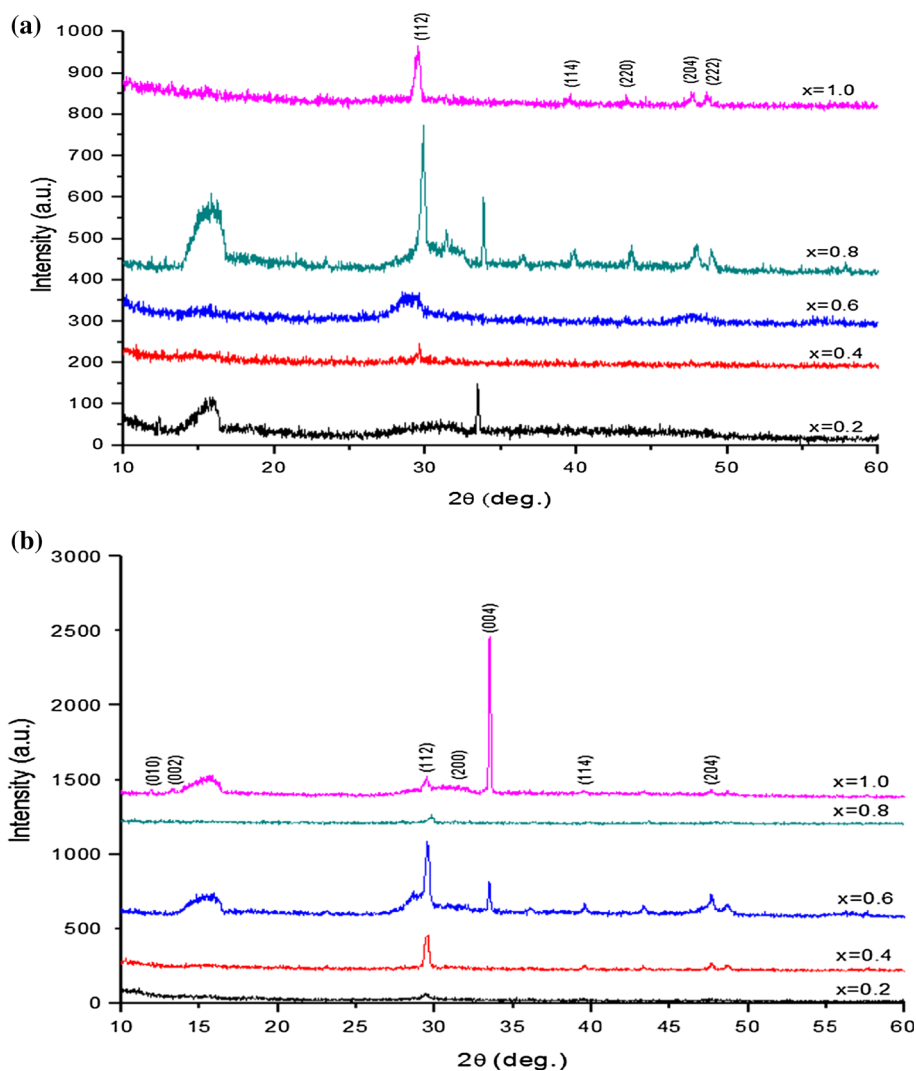 (a)
1000
900
800
700
600
500
400
300
200
100
0
Intensity (a.u.)
(112)
(114)
(220)
(204)
(222)
x=1.0
x=0.8
x=0.6
x=0.4
x=0.2
10 20 30 40 50 60
2θ (deg.)
(b)
3000
2500
2000
1500
1000
500
0
Intensity (a.u.)
(010)
(002)
(112)
(200)
(004)
(114)
(204)
x=1.0
x=0.8
x=0.6
x=0.4
x=0.2
10 15 20 25 30 35 40 45 50 55 60
2θ (deg.)